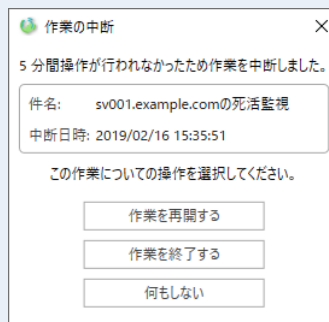 作業の中断
5 分間操作が行われなかったため作業を中断しました。
件名: sv001.example.comの死活監視
中断日時: 2019/02/16 15:35:51
この作業についての操作を選択してください。
作業を再開する
作業を終了する
何もしない